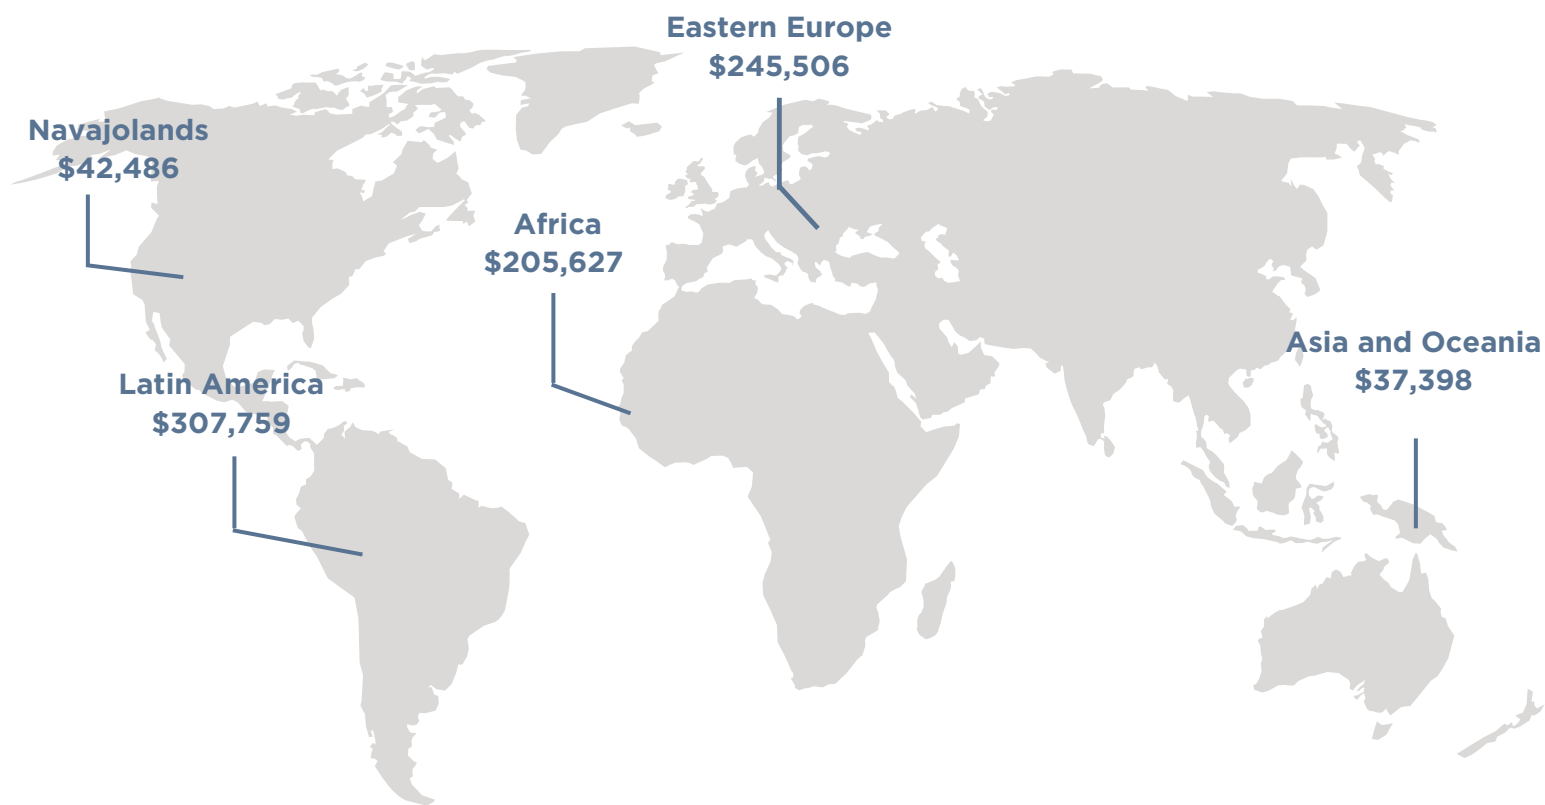 Eastern Europe
$245,506
Navajolands
$42,486
Africa
$205,627
Asia and Oceania
$37,398
Latin America
$307,759